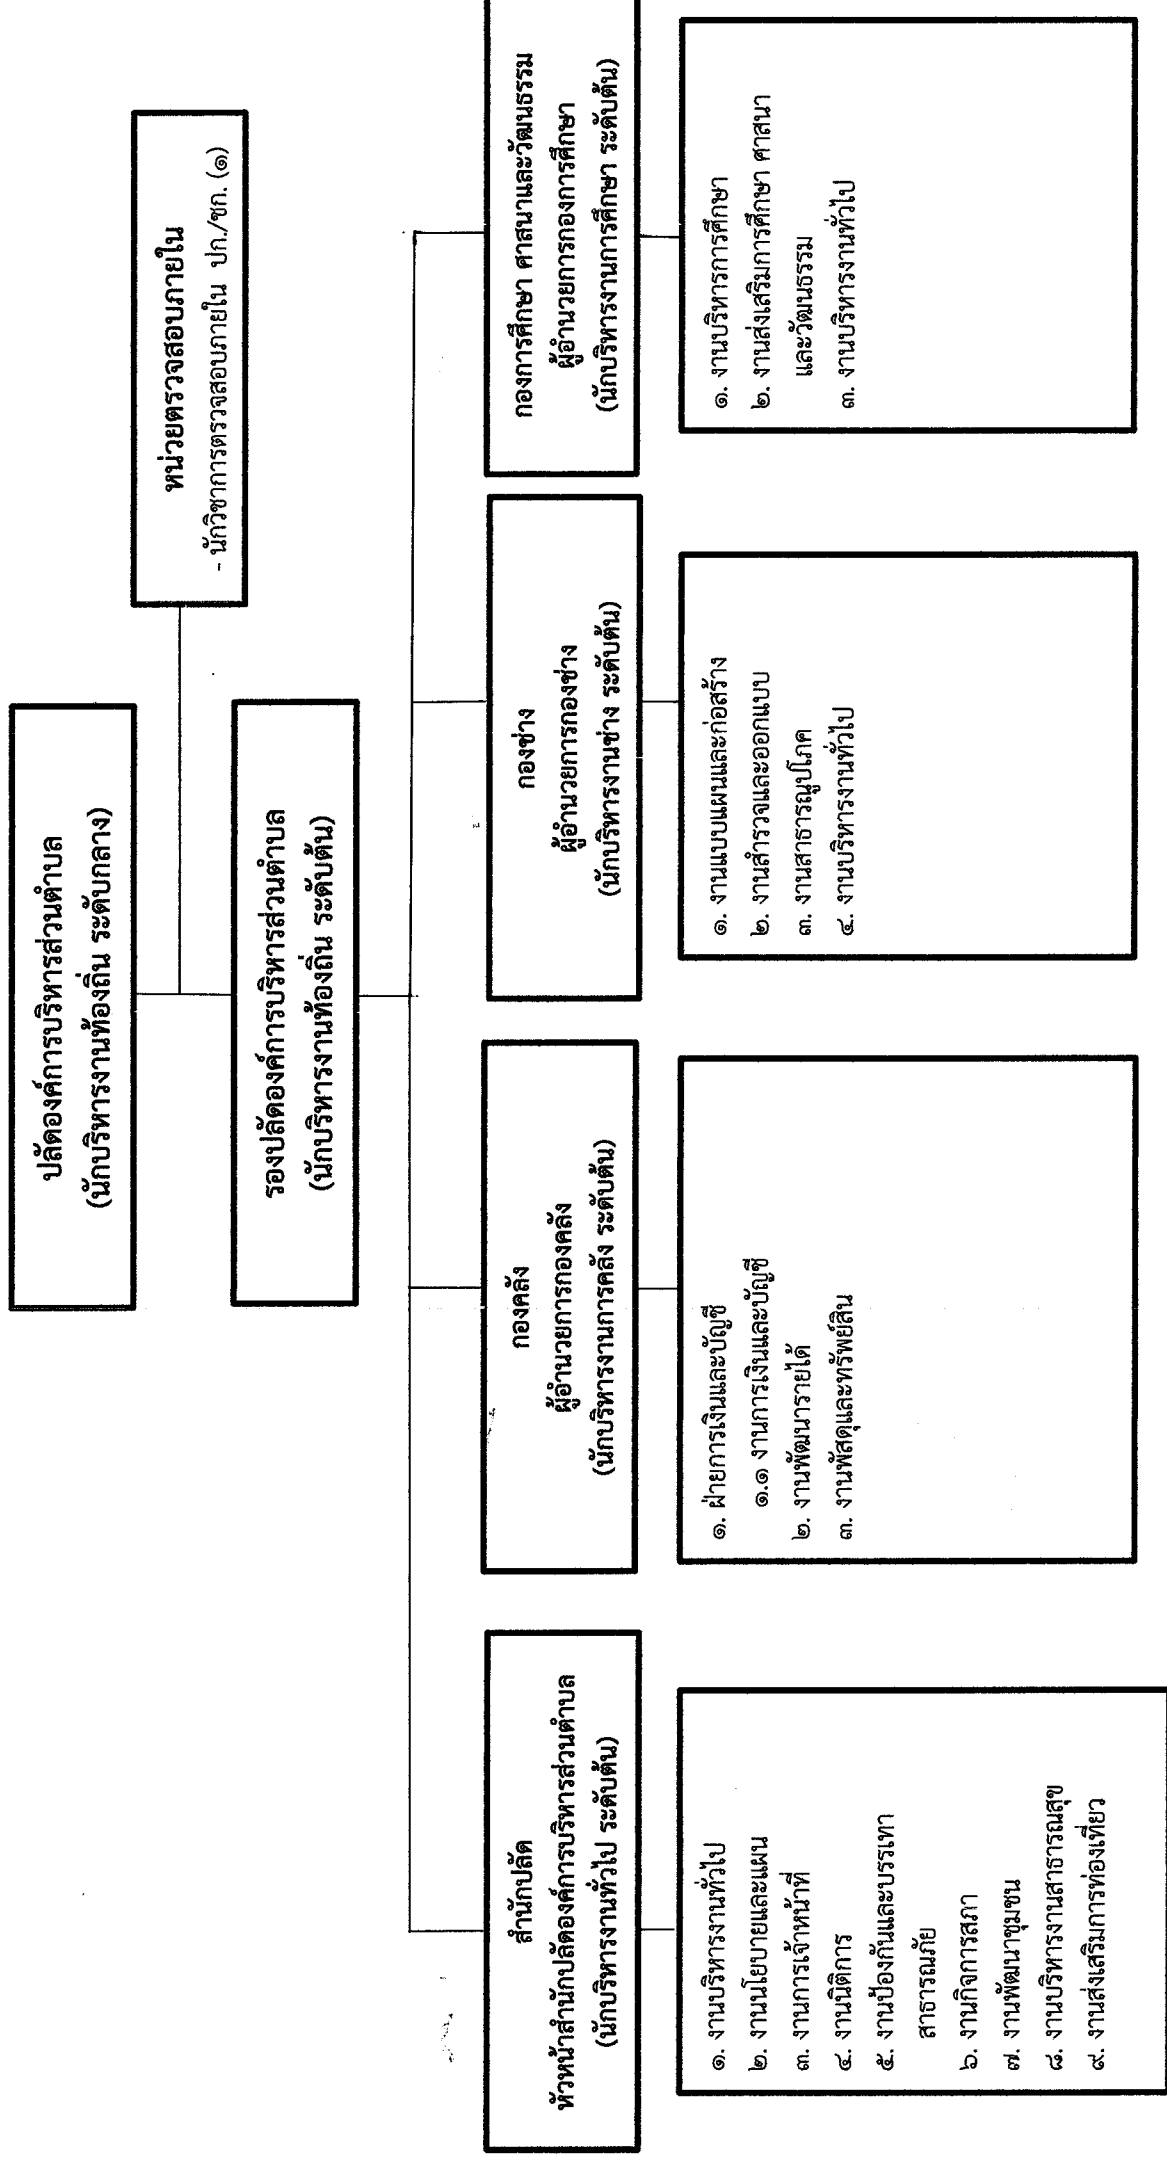 ปลัดองค์การบริหารส่วนตำบล
(นักบริหารงานท้องถิ่น ระดับกลาง)
หน่วยตรวจสอบภายใน
- นักวิชาการตรวจสอบภายใน ปก./ชก. (๑)
รองปลัดองค์การบริหารส่วนตำบล
(นักบริหารงานท้องถิ่น ระดับต้น)
สำนักปลัด
หัวหน้าสำนักปลัดองค์การบริหารส่วนตำบล
(นักบริหารงานทั่วไป ระดับต้น)
๑. งานบริหารงานทั่วไป
๒. งานนโยบายและแผน
๓. งานการเจ้าหน้าที่
๔. งานนิติการ
๕. งานป้องกันและบรรเทา
สาธารณภัย
๖. งานกิจการสภา
๗. งานพัฒนาชุมชน
๘. งานบริหารงานสาธารณสุข
๙. งานส่งเสริมการท่องเที่ยว
กองคลัง
ผู้อำนวยการกองคลัง
(นักบริหารงานการคลัง ระดับต้น)
๑. ฝ่ายการเงินและบัญชี
๑.๑ งานการเงินและบัญชี
๒. งานพัฒนารายได้
๓. งานพัสดุและทรัพย์สิน
กองช่าง
ผู้อำนวยการกองช่าง
(นักบริหารงานช่าง ระดับต้น)
๑. งานแบบแผนและก่อสร้าง
๒. งานสำรวจและออกแบบ
๓. งานสาธารณูปโภค
๔. งานบริหารงานทั่วไป
กองการศึกษา ศาสนาและวัฒนธรรม
ผู้อำนวยการกองการศึกษา
(นักบริหารงานการศึกษา ระดับต้น)
๑. งานบริหารการศึกษา
๒. งานส่งเสริมการศึกษา ศาสนา
และวัฒนธรรม
๓. งานบริหารงานทั่วไป